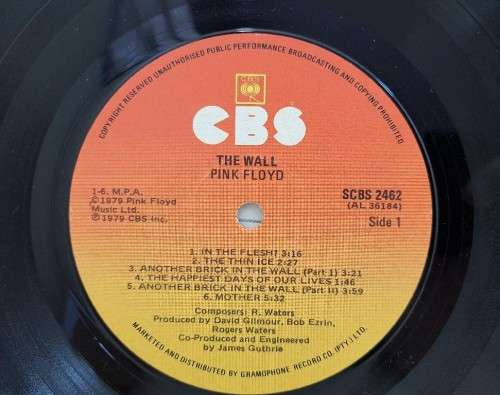 COPYRIGHT RESERVED UNAUTHORISED PUBLIC PERFORMANCE BROADCASTING AND COPYING PROHIBITED
CBS
CBS
THE WALL
PINK FLOYD
1-6. M.P.A.
©1979 Pink Floyd
Music Ltd.
℗1979 CBS Inc.
SCBS 2462
(AL 36184)
Side 1
1. IN THE FLESH? 3:16
2. THE THIN ICE 2:27
3. ANOTHER BRICK IN THE WALL (Part I) 3:21
4. THE HAPPIEST DAYS OF OUR LIVES 1:46
5. ANOTHER BRICK IN THE WALL (Part II) 3:59
6. MOTHER 5:32
Composers: R. Waters
Produced by David Gilmour, Bob Ezrin,
Rogers Waters
Co-Produced and Engineered
by James Guthrie
MARKETED AND DISTRIBUTED BY GRAMOPHONE RECORD CO. (PTY.) LTD.